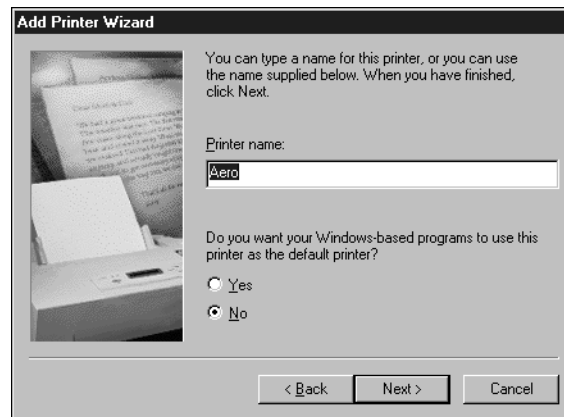 Add Printer Wizard
You can type a name for this printer, or you can use
the name supplied below. When you have finished,
click Next.
Printer name:
Aero
Do you want your Windows-based programs to use this
printer as the default printer?
Yes
No
< Back
Next >
Cancel